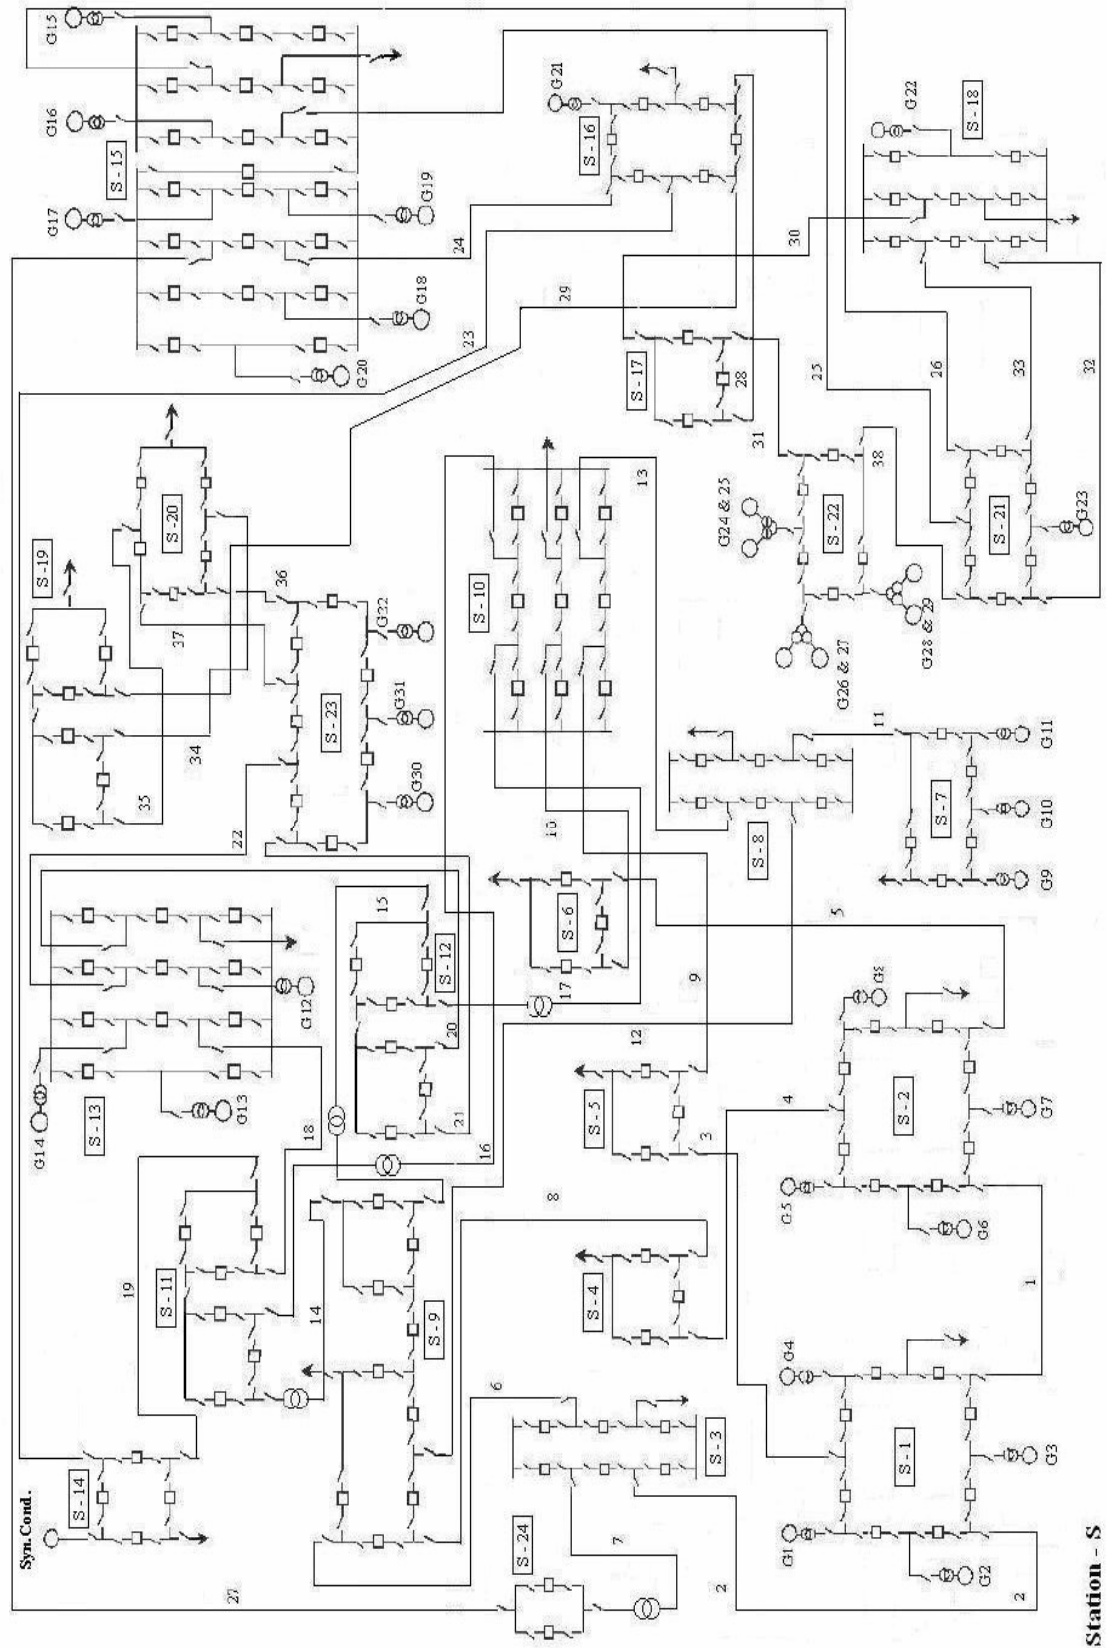 G15
G16
S - 15
G17
G19
G18
G20
24
23
29
G21
S - 16
30
G22
S - 18
S - 17
28
31
25
26
33
32
S -19
S - 20
36
37
34
35
22
S - 23
G32
G31
G30
S - 10
13
10
G24 & 25
S - 22
38
G26 & 27
G28 & 29
S - 21
G23
S - 8
11
S - 7
G11
G10
G9
15
S - 12
20
21
S - 6
17
9
5
12
S - 5
3
G8
4
S - 2
G7
G5
G6
G12
G14
S - 13
G13
18
16
19
S - 11
14
S - 9
8
S - 4
1
G4
S - 1
G3
G1
G2
6
S - 3
7
2
2
S - 24
Syn. Cond.
S - 14
27
Station - S